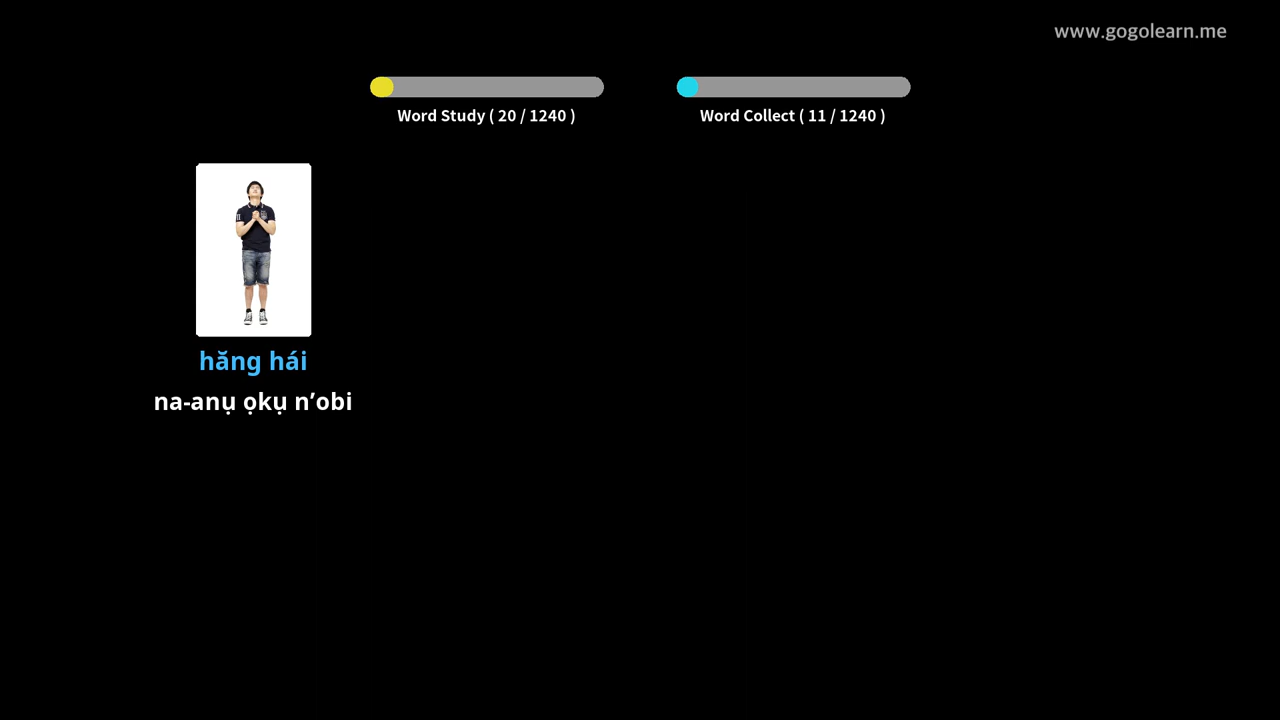 www.gogolearn.me
Word Study ( 20 / 1240 )
Word Collect ( 11 / 1240 )
hăng hái
na-anụ ọkụ n’obi